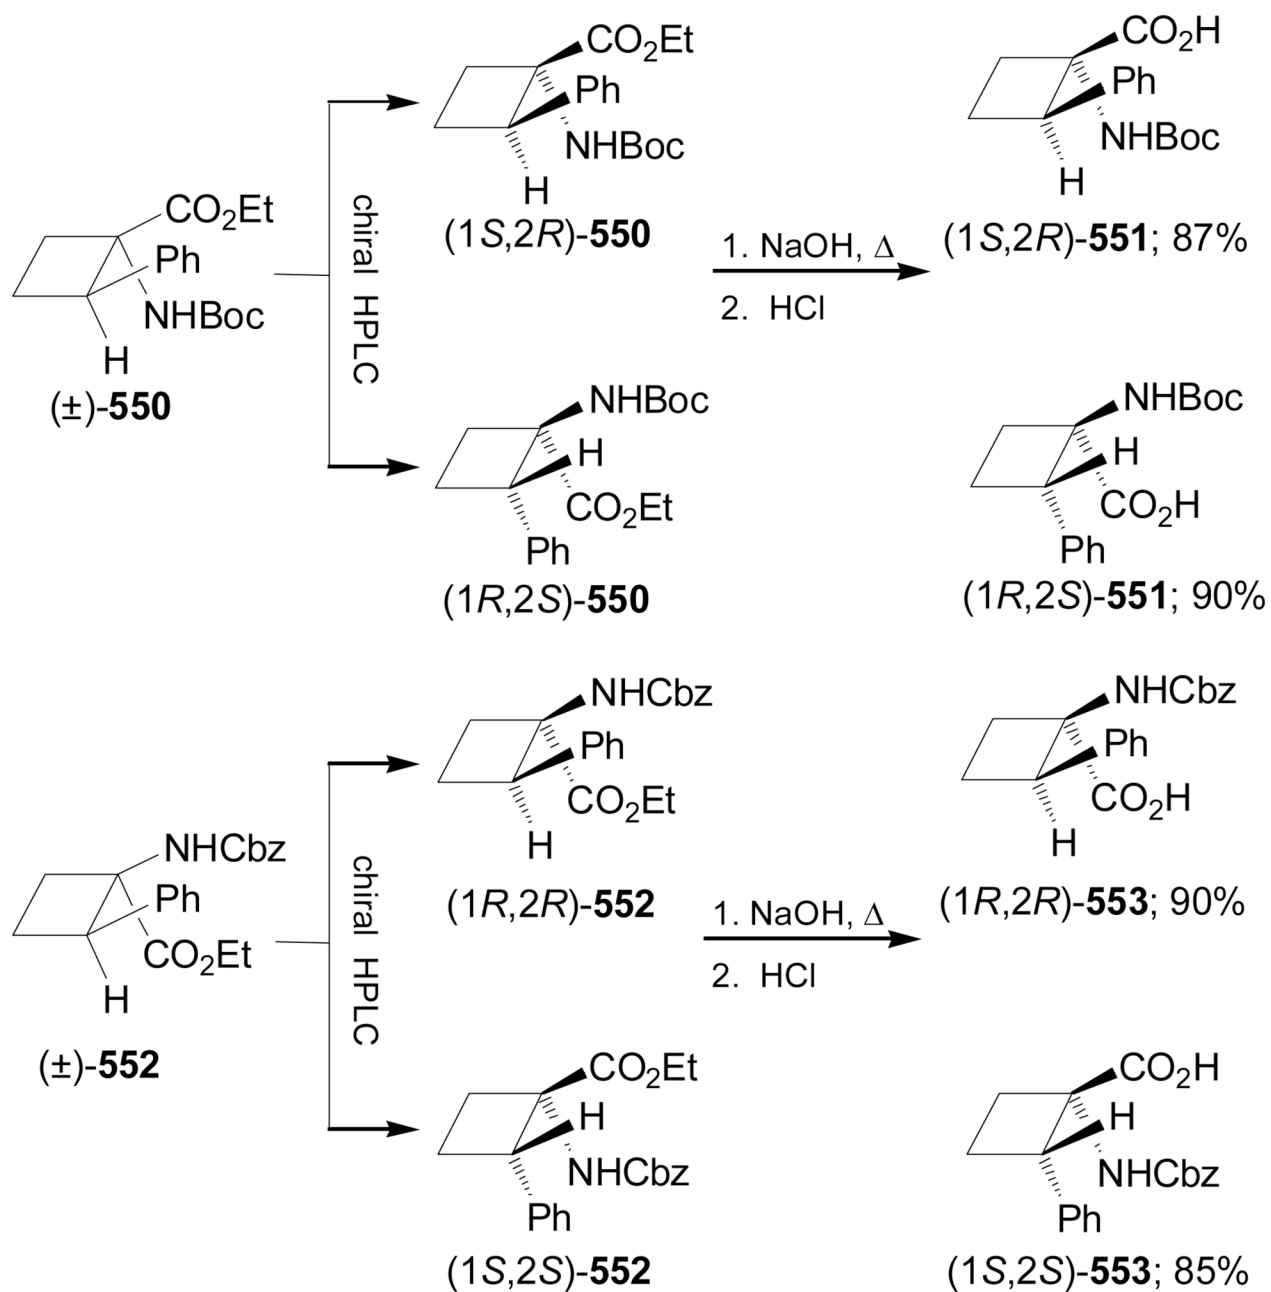 CO₂Et
Ph
NHBoc
H
(±)-550
chiral HPLC
CO₂Et
Ph
NHBoc
H
(1S,2R)-550
NHBoc
H
CO₂Et
Ph
(1R,2S)-550
1. NaOH, Δ
2. HCl
CO₂H
Ph
NHBoc
H
(1S,2R)-551; 87%
NHBoc
H
CO₂H
Ph
(1R,2S)-551; 90%
NHCbz
Ph
CO₂Et
H
(±)-552
chiral HPLC
NHCbz
Ph
CO₂Et
H
(1R,2R)-552
CO₂Et
H
NHCbz
Ph
(1S,2S)-552
1. NaOH, Δ
2. HCl
NHCbz
Ph
CO₂H
H
(1R,2R)-553; 90%
CO₂H
H
NHCbz
Ph
(1S,2S)-553; 85%